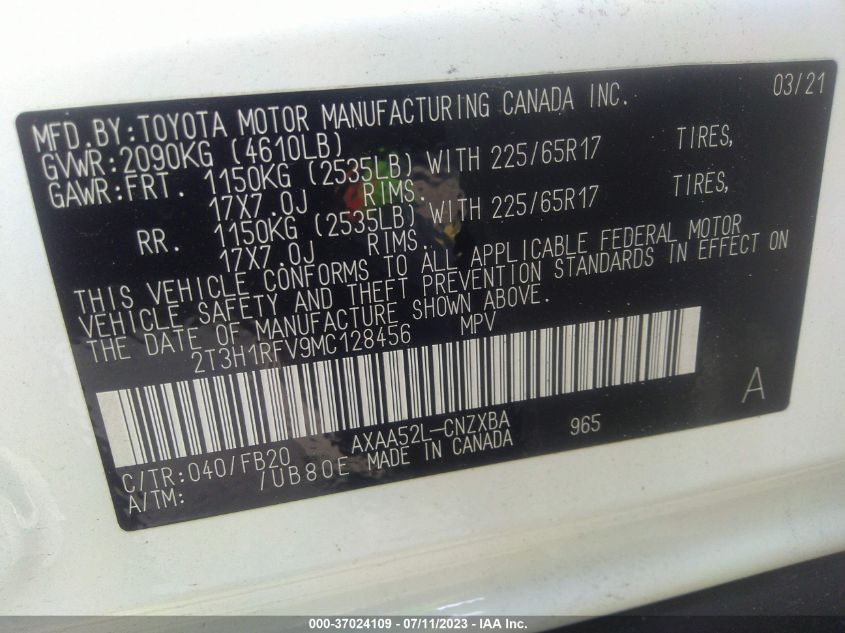 03/21
MFD.BY:TOYOTA MOTOR MANUFACTURING CANADA INC.
GVWR:2090KG (4610LB)
GAWR:FRT. 1150KG (2535LB) WITH 225/65R17 TIRES,
17X7.0J RIMS.
RR. 1150KG (2535LB) WITH 225/65R17 TIRES,
17X7.0J RIMS.
THIS VEHICLE CONFORMS TO ALL APPLICABLE FEDERAL MOTOR
VEHICLE SAFETY AND THEFT PREVENTION STANDARDS IN EFFECT ON
THE DATE OF MANUFACTURE SHOWN ABOVE.
2T3H1RFV9MC128456 MPV
A
C/TR:040/FB20 AXAA52L-CNZXBA 965
A/TM: /UB80E MADE IN CANADA
000-37024109 - 07/11/2023 - IAA Inc.